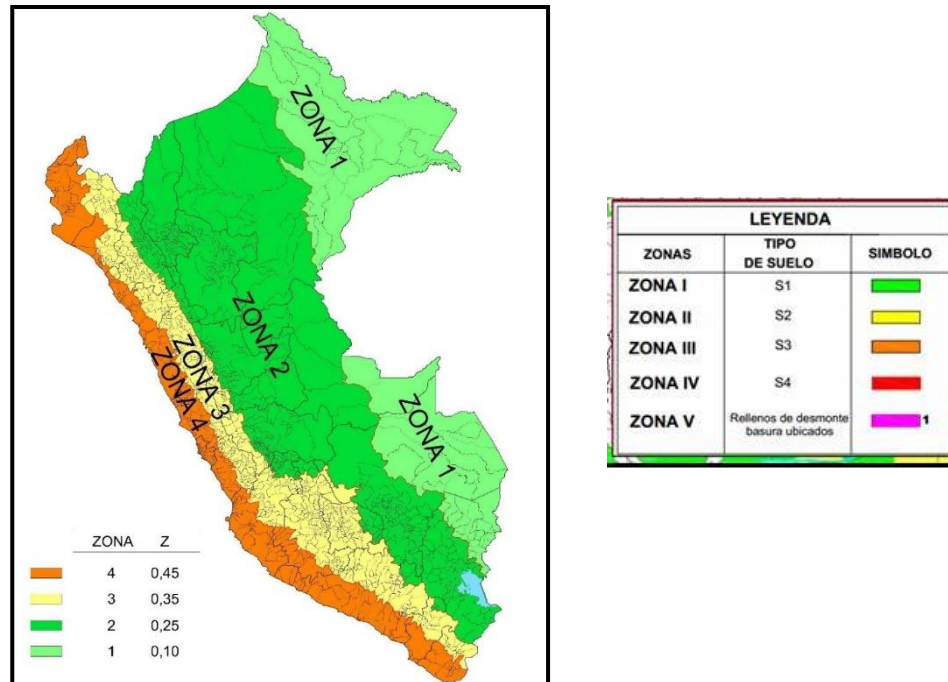 ZONA 1
ZONA 2
ZONA 3
ZONA 4
ZONA 1
ZONA Z
4 0,45
3 0,35
2 0,25
1 0,10
LEYENDA
ZONAS TIPO DE SUELO SIMBOLO
ZONA I S1
ZONA II S2
ZONA III S3
ZONA IV S4
ZONA V Rellenos de desmonte 1
basura ubicados